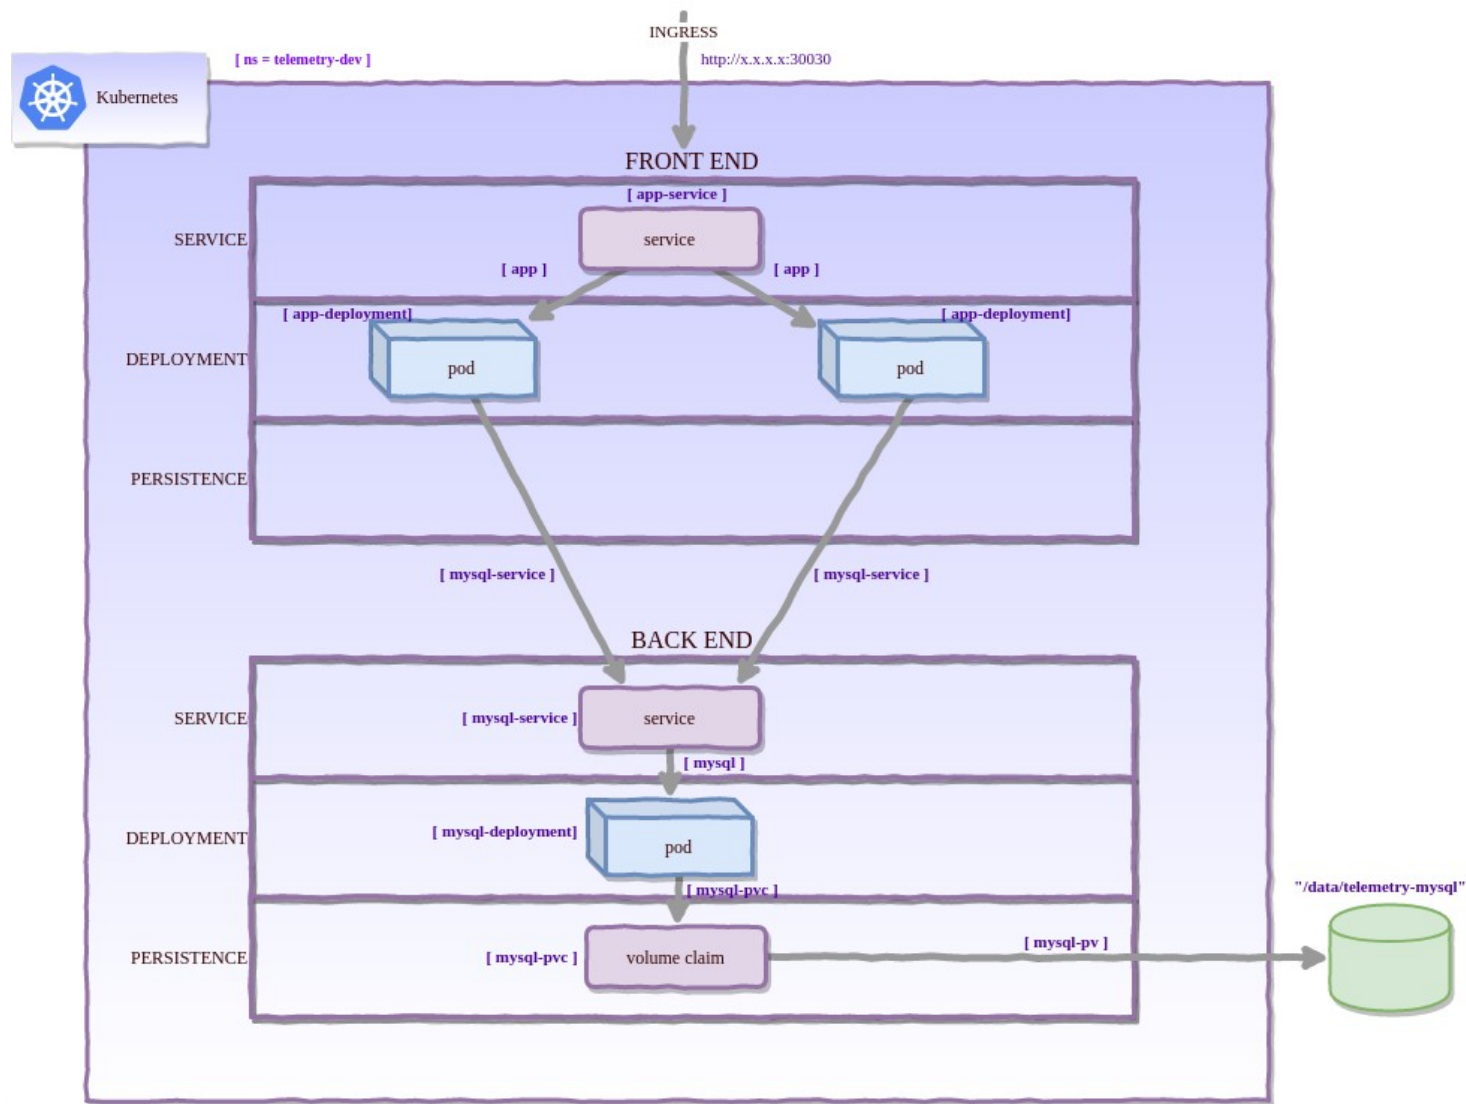 INGRESS
[ ns = telemetry-dev ]
http://x.x.x.x:30030
Kubernetes
FRONT END
[ app-service ]
SERVICE
service
[ app ]
[ app ]
[ app-deployment]
[ app-deployment]
DEPLOYMENT
pod
pod
PERSISTENCE
[ mysql-service ]
[ mysql-service ]
BACK END
SERVICE
[ mysql-service ]
service
[ mysql ]
DEPLOYMENT
[ mysql-deployment]
pod
[ mysql-pvc ]
"/data/telemetry-mysql"
PERSISTENCE
[ mysql-pvc ]
volume claim
[ mysql-pv ]